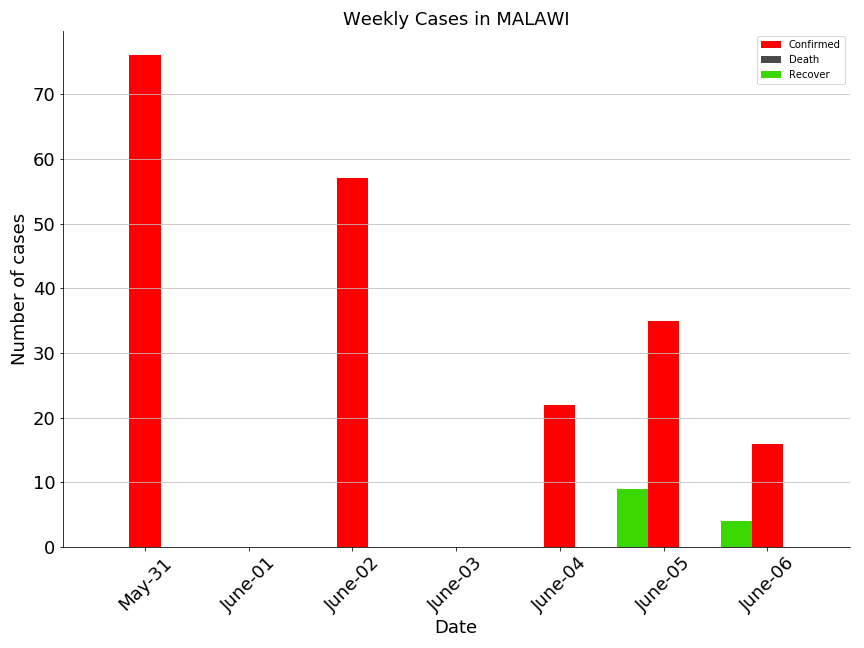 Weekly Cases in MALAWI
Confirmed
Death
Recover
Number of cases
70
60
50
40
30
20
10
0
May-31
June-01
June-02
June-03
June-04
June-05
June-06
Date